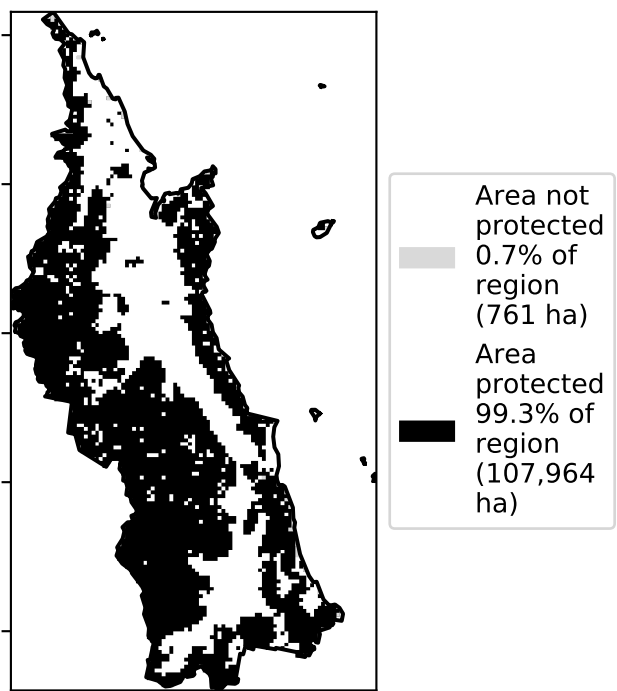 Area not
protected
0.7% of
region
(761 ha)
Area
protected
99.3% of
region
(107,964
ha)